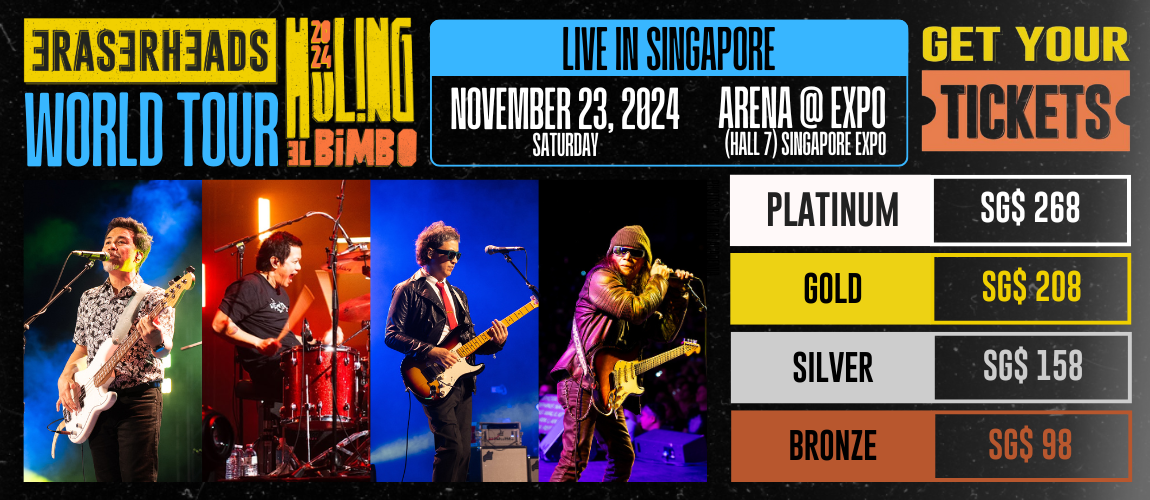 ERASERHEADS
WORLD TOUR
2024
HULING
EL BiMBO
LIVE IN SINGAPORE
NOVEMBER 23, 2024
SATURDAY
ARENA @ EXPO
(HALL 7) SINGAPORE EXPO
GET YOUR
TICKETS
PLATINUM SG$ 268
GOLD SG$ 208
SILVER SG$ 158
BRONZE SG$ 98